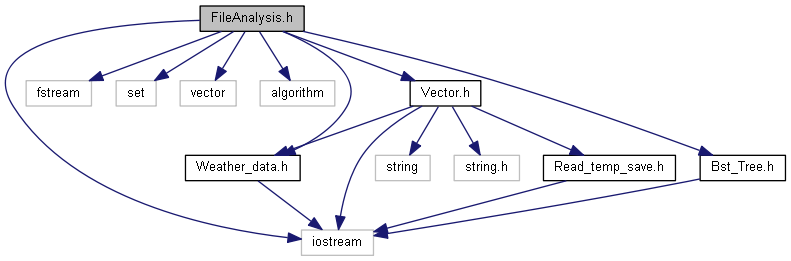 FileAnalysis.h
fstream
set
vector
algorithm
Vector.h
Weather_data.h
string
string.h
Read_temp_save.h
Bst_Tree.h
iostream